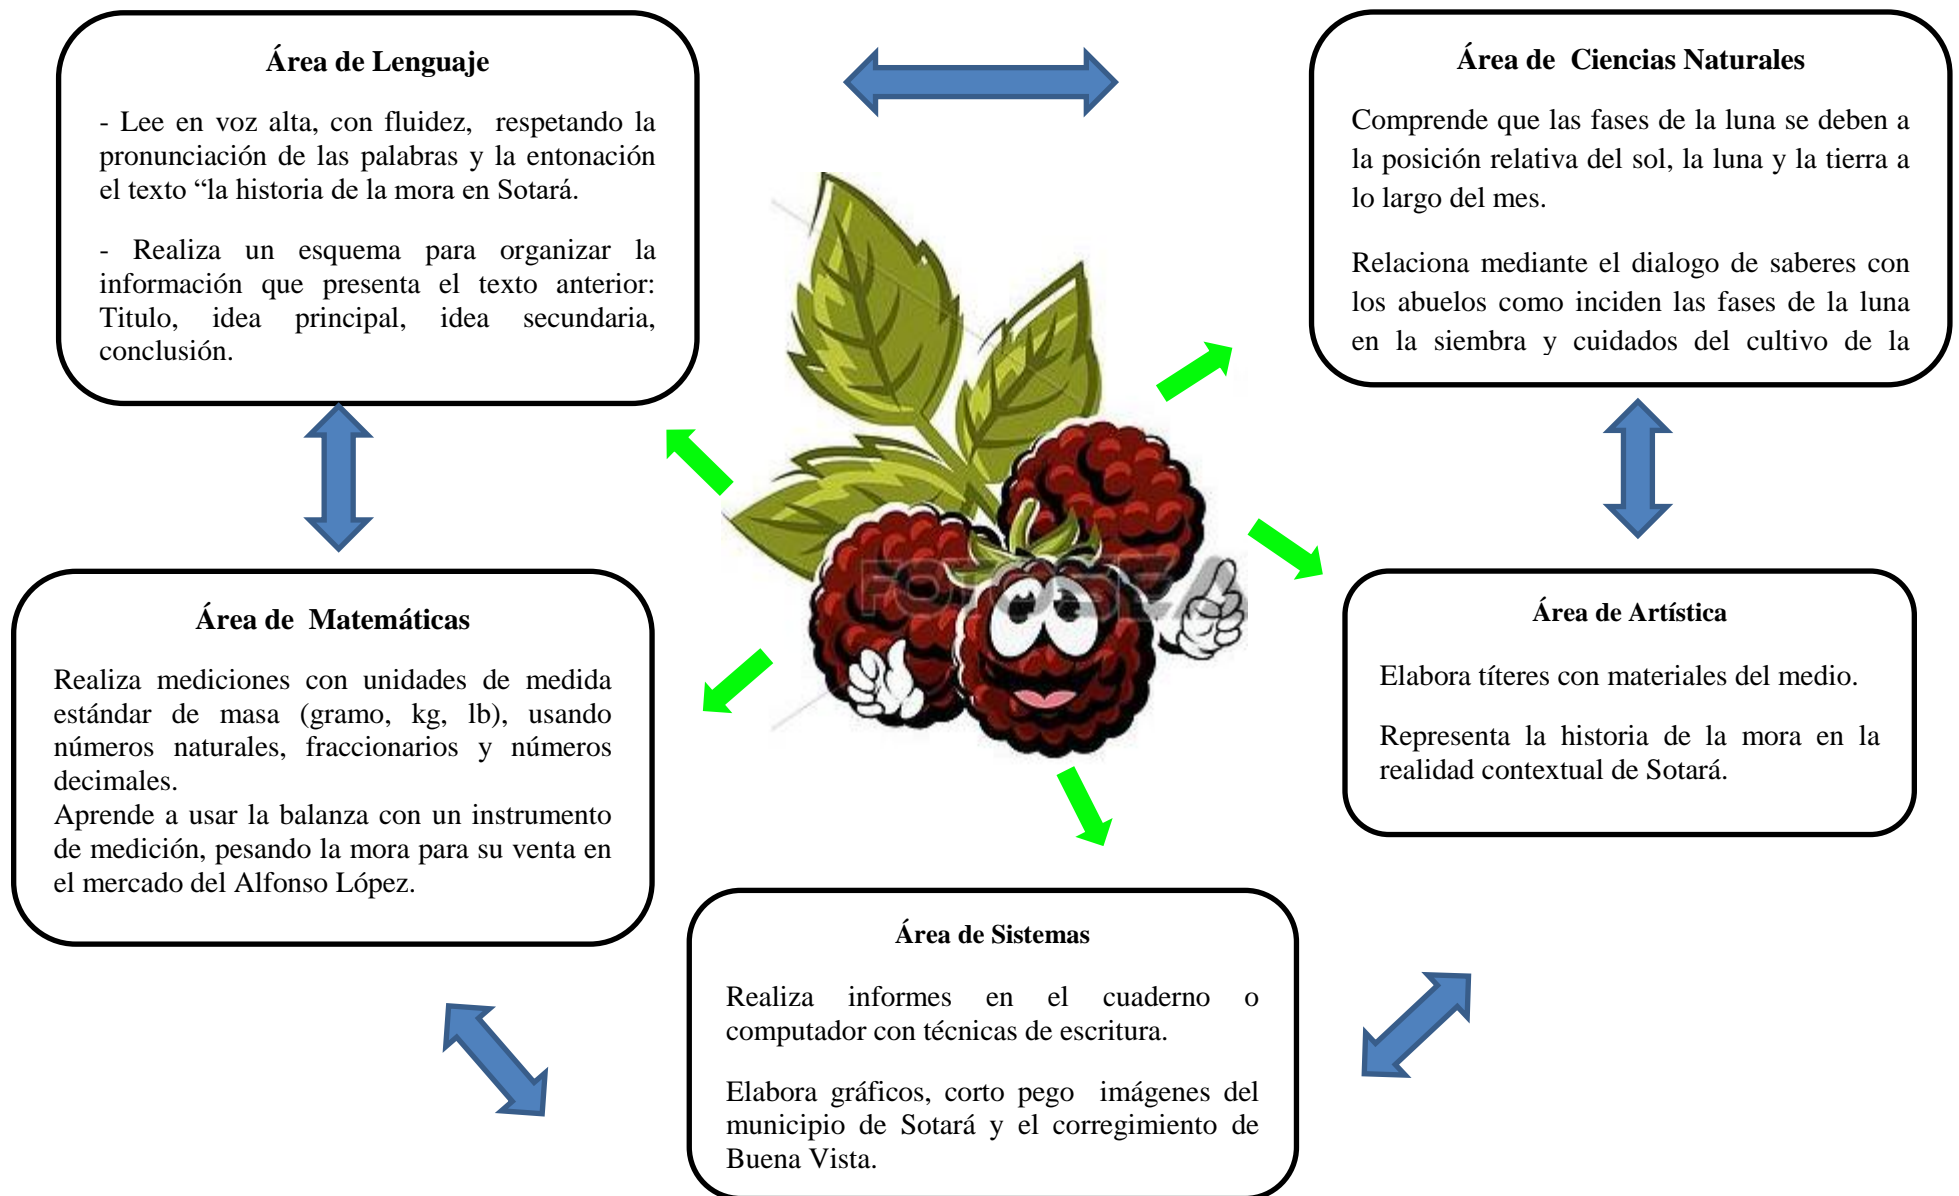 Área de Lenguaje
- Lee en voz alta, con fluidez, respetando la
pronunciación de las palabras y la entonación
el texto “la historia de la mora en Sotará.
- Realiza un esquema para organizar la
información que presenta el texto anterior:
Titulo, idea principal, idea secundaria,
conclusión.
Área de Ciencias Naturales
Comprende que las fases de la luna se deben a
la posición relativa del sol, la luna y la tierra a
lo largo del mes.
Relaciona mediante el dialogo de saberes con
los abuelos como inciden las fases de la luna
en la siembra y cuidados del cultivo de la
Área de Matemáticas
Realiza mediciones con unidades de medida
estándar de masa (gramo, kg, lb), usando
números naturales, fraccionarios y números
decimales.
Aprende a usar la balanza con un instrumento
de medición, pesando la mora para su venta en
el mercado del Alfonso López.
Área de Artística
Elabora títeres con materiales del medio.
Representa la historia de la mora en la
realidad contextual de Sotará.
Área de Sistemas
Realiza informes en el cuaderno o
computador con técnicas de escritura.
Elabora gráficos, corto pego imágenes del
municipio de Sotará y el corregimiento de
Buena Vista.